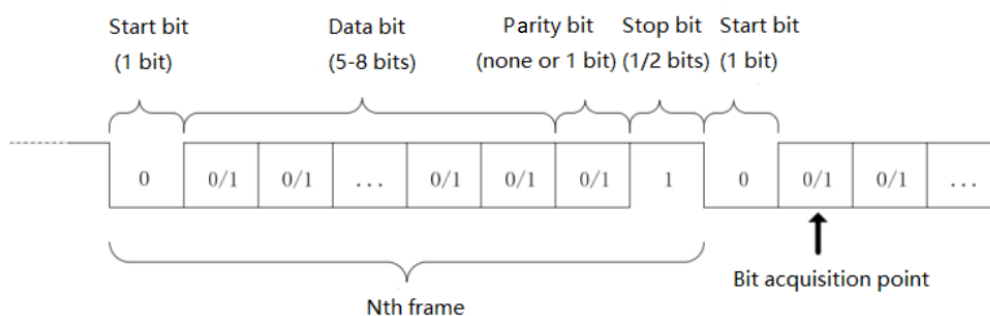 Start bit Data bit Parity bit Stop bit Start bit
(1 bit) (5-8 bits) (none or 1 bit) (1/2 bits) (1 bit)
0 0/1 0/1 ... 0/1 0/1 0/1 1 0 0/1 0/1 ...
Bit acquisition point
Nth frame